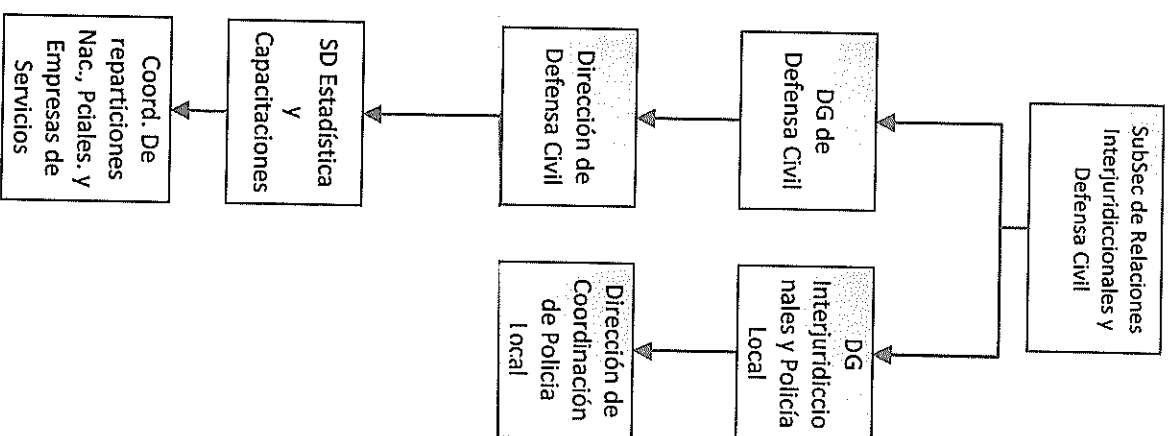 SubSec de Relaciones
Interjuridiccionales y
Defensa Civil
DG de
Defensa Civil
DG
Interjuridiccio
nales y Policía
Local
Dirección de
Defensa Civil
Dirección de
Coordinación
de Policia
Local
SD Estadística
y
Capacitaciones
Coord. De
reparticiones
Nac., Pciales. y
Empresas de
Servicios